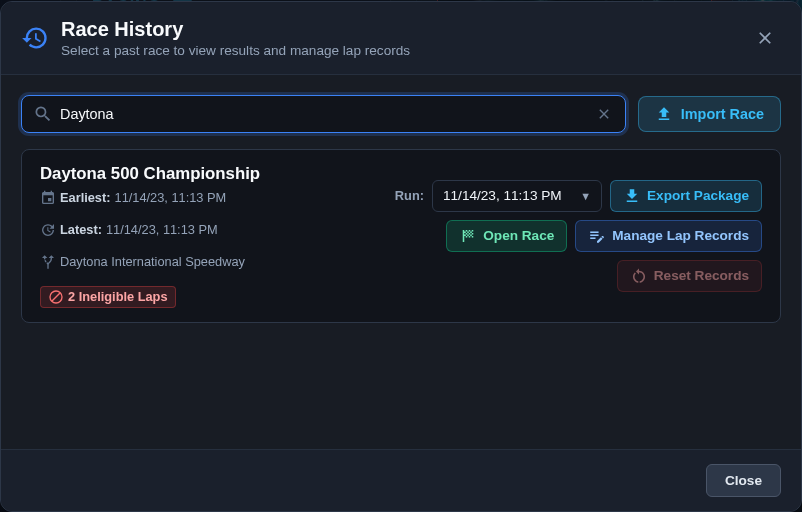 Race History
Select a past race to view results and manage lap records
Daytona
Import Race
Daytona 500 Championship
Earliest: 11/14/23, 11:13 PM
Latest: 11/14/23, 11:13 PM
Daytona International Speedway
2 Ineligible Laps
Run: 11/14/23, 11:13 PM
Export Package
Open Race
Manage Lap Records
Reset Records
Close